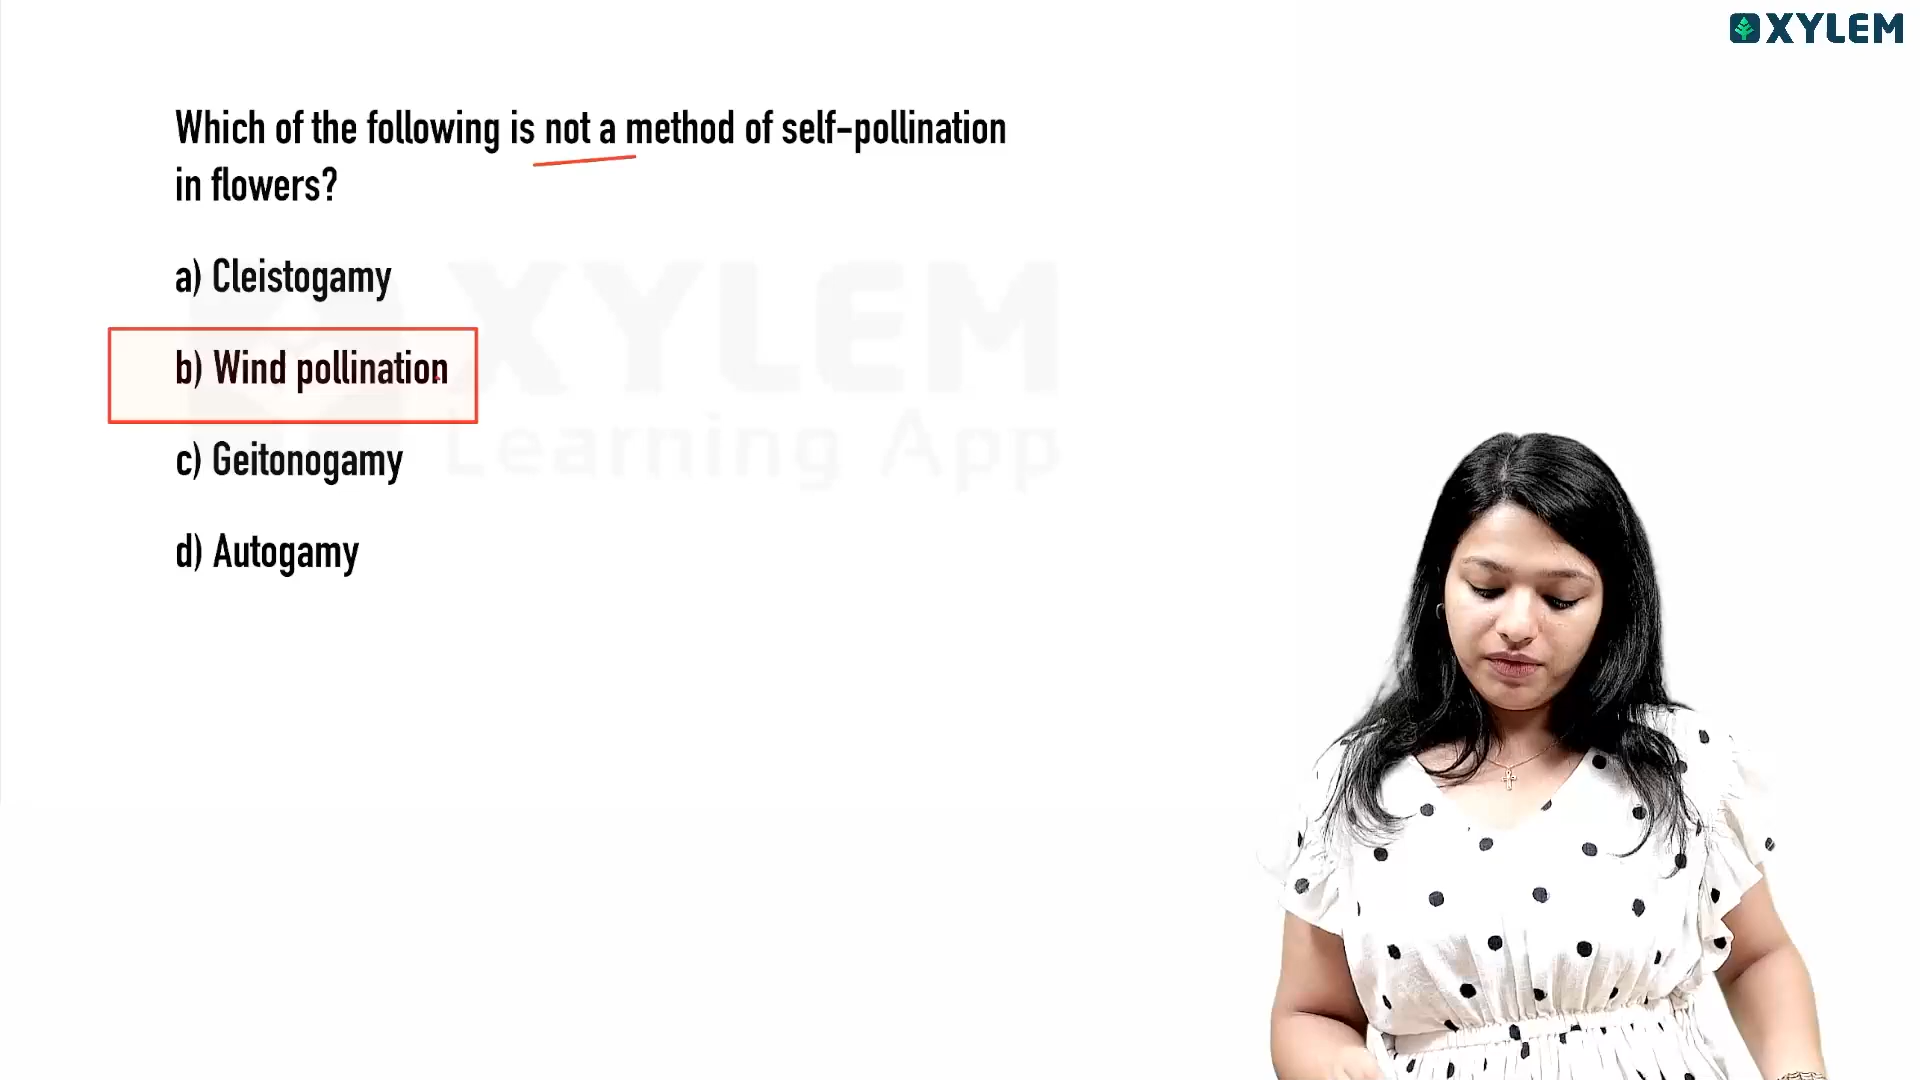 XYLEM
Which of the following is not a method of self-pollination
in flowers?
a) Cleistogamy
b) Wind pollination
c) Geitonogamy
d) Autogamy
XYLEM
Learning App